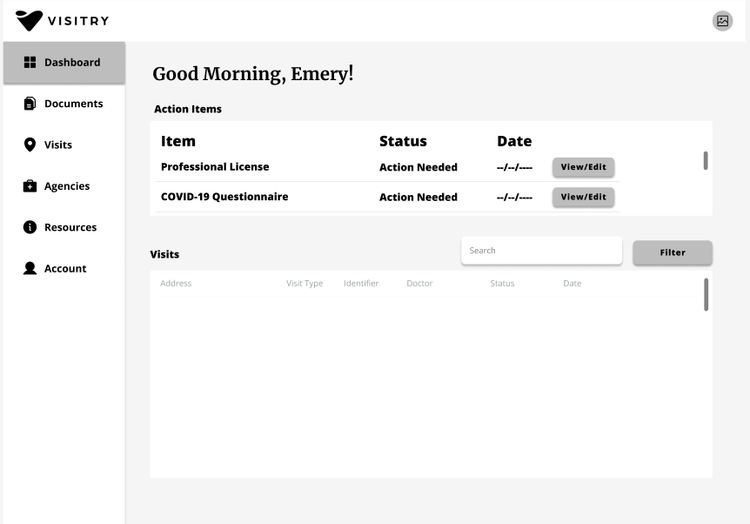 VISITRY
Dashboard
Documents
Visits
Agencies
Resources
Account
Good Morning, Emery!
Action Items
Item Status Date
Professional License Action Needed --/--/---- View/Edit
COVID-19 Questionnaire Action Needed --/--/---- View/Edit
Visits Search Filter
Address Visit Type Identifier Doctor Status Date